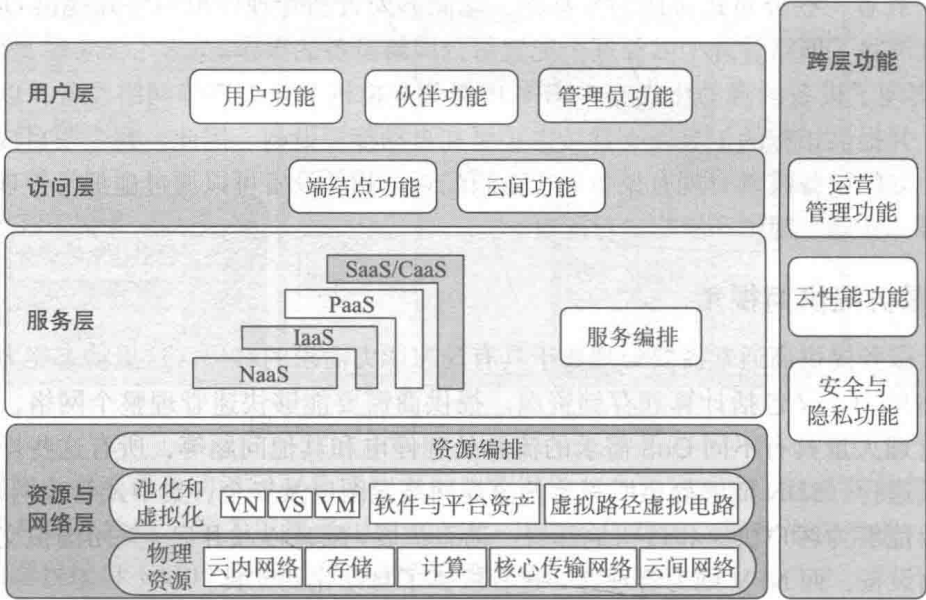 用户层
用户功能
伙伴功能
管理员功能
访问层
端结点功能
云间功能
服务层
SaaS/CaaS
PaaS
IaaS
NaaS
服务编排
资源与
网络层
资源编排
池化和
虚拟化
VN
VS
VM
软件与平台资产
虚拟路径虚拟电路
物理
资源
云内网络
存储
计算
核心传输网络
云间网络
跨层功能
运营
管理功能
云性能功能
安全与
隐私功能